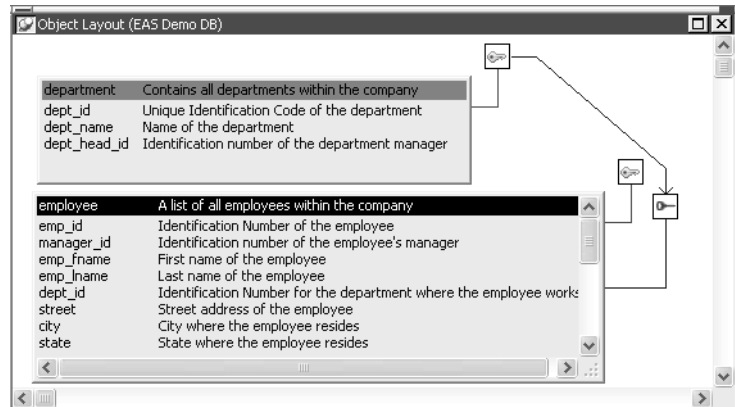 Object Layout (EAS Demo DB)
department Contains all departments within the company
dept_id Unique Identification Code of the department
dept_name Name of the department
dept_head_id Identification number of the department manager
employee A list of all employees within the company
emp_id Identification Number of the employee
manager_id Identification number of the employee's manager
emp_fname First name of the employee
emp_lname Last name of the employee
dept_id Identification Number for the department where the employee works
street Street address of the employee
city City where the employee resides
state State where the employee resides